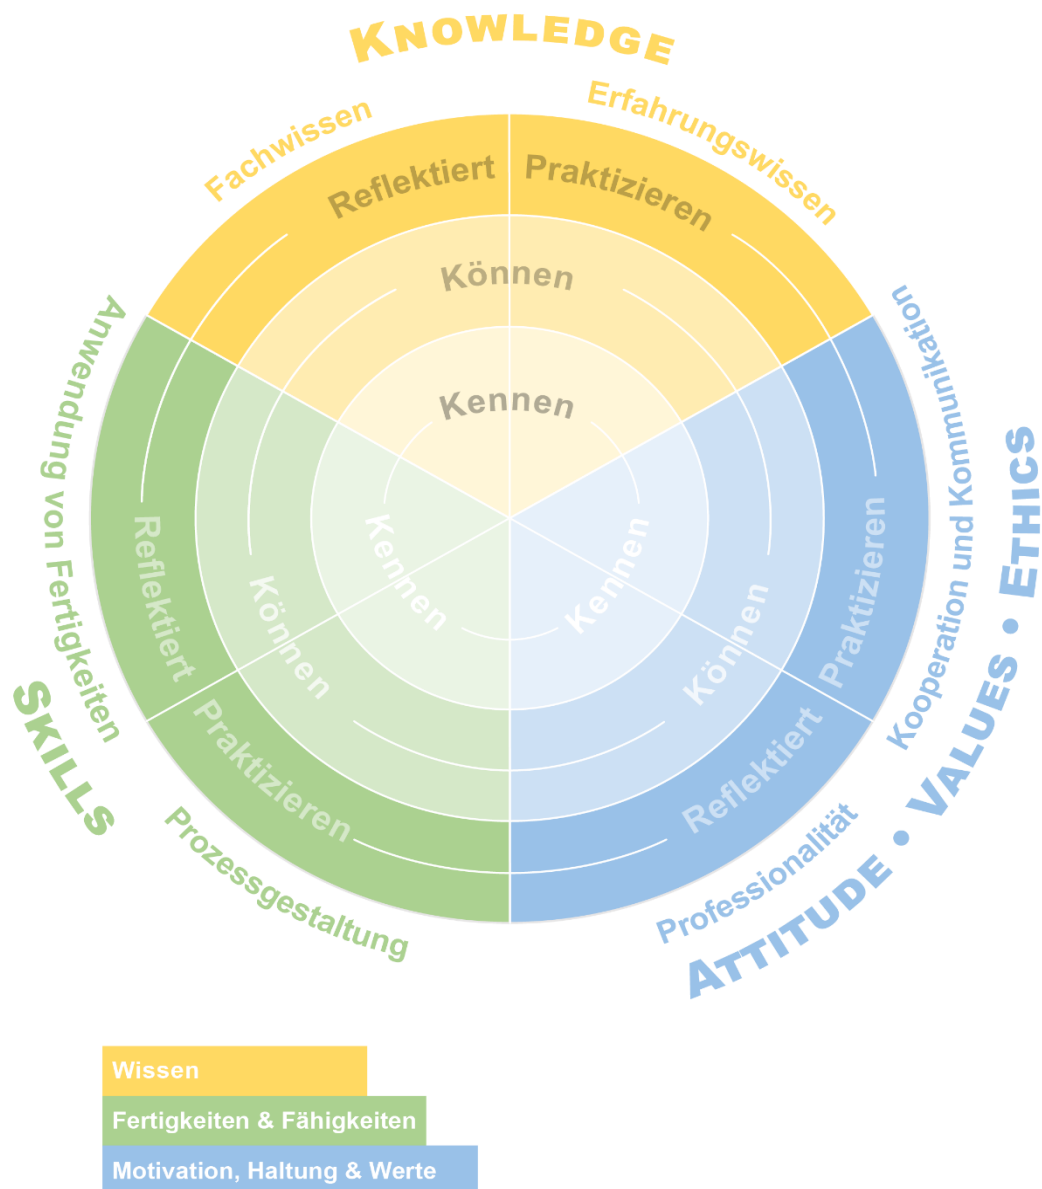 KNOWLEDGE
Fachwissen
Erfahrungswissen
Reflektiert
Praktizieren
Können
Kennen
Anwendung von Fertigkeiten
Kooperation und Kommunikation
ATTITUDE • VALUES • ETHICS
Reflektiert
Können
Kennen
Kennen
Können
Praktizieren
SKILLS
Praktizieren
Reflektiert
Prozessgestaltung
Professionalität
Wissen
Fertigkeiten & Fähigkeiten
Motivation, Haltung & Werte